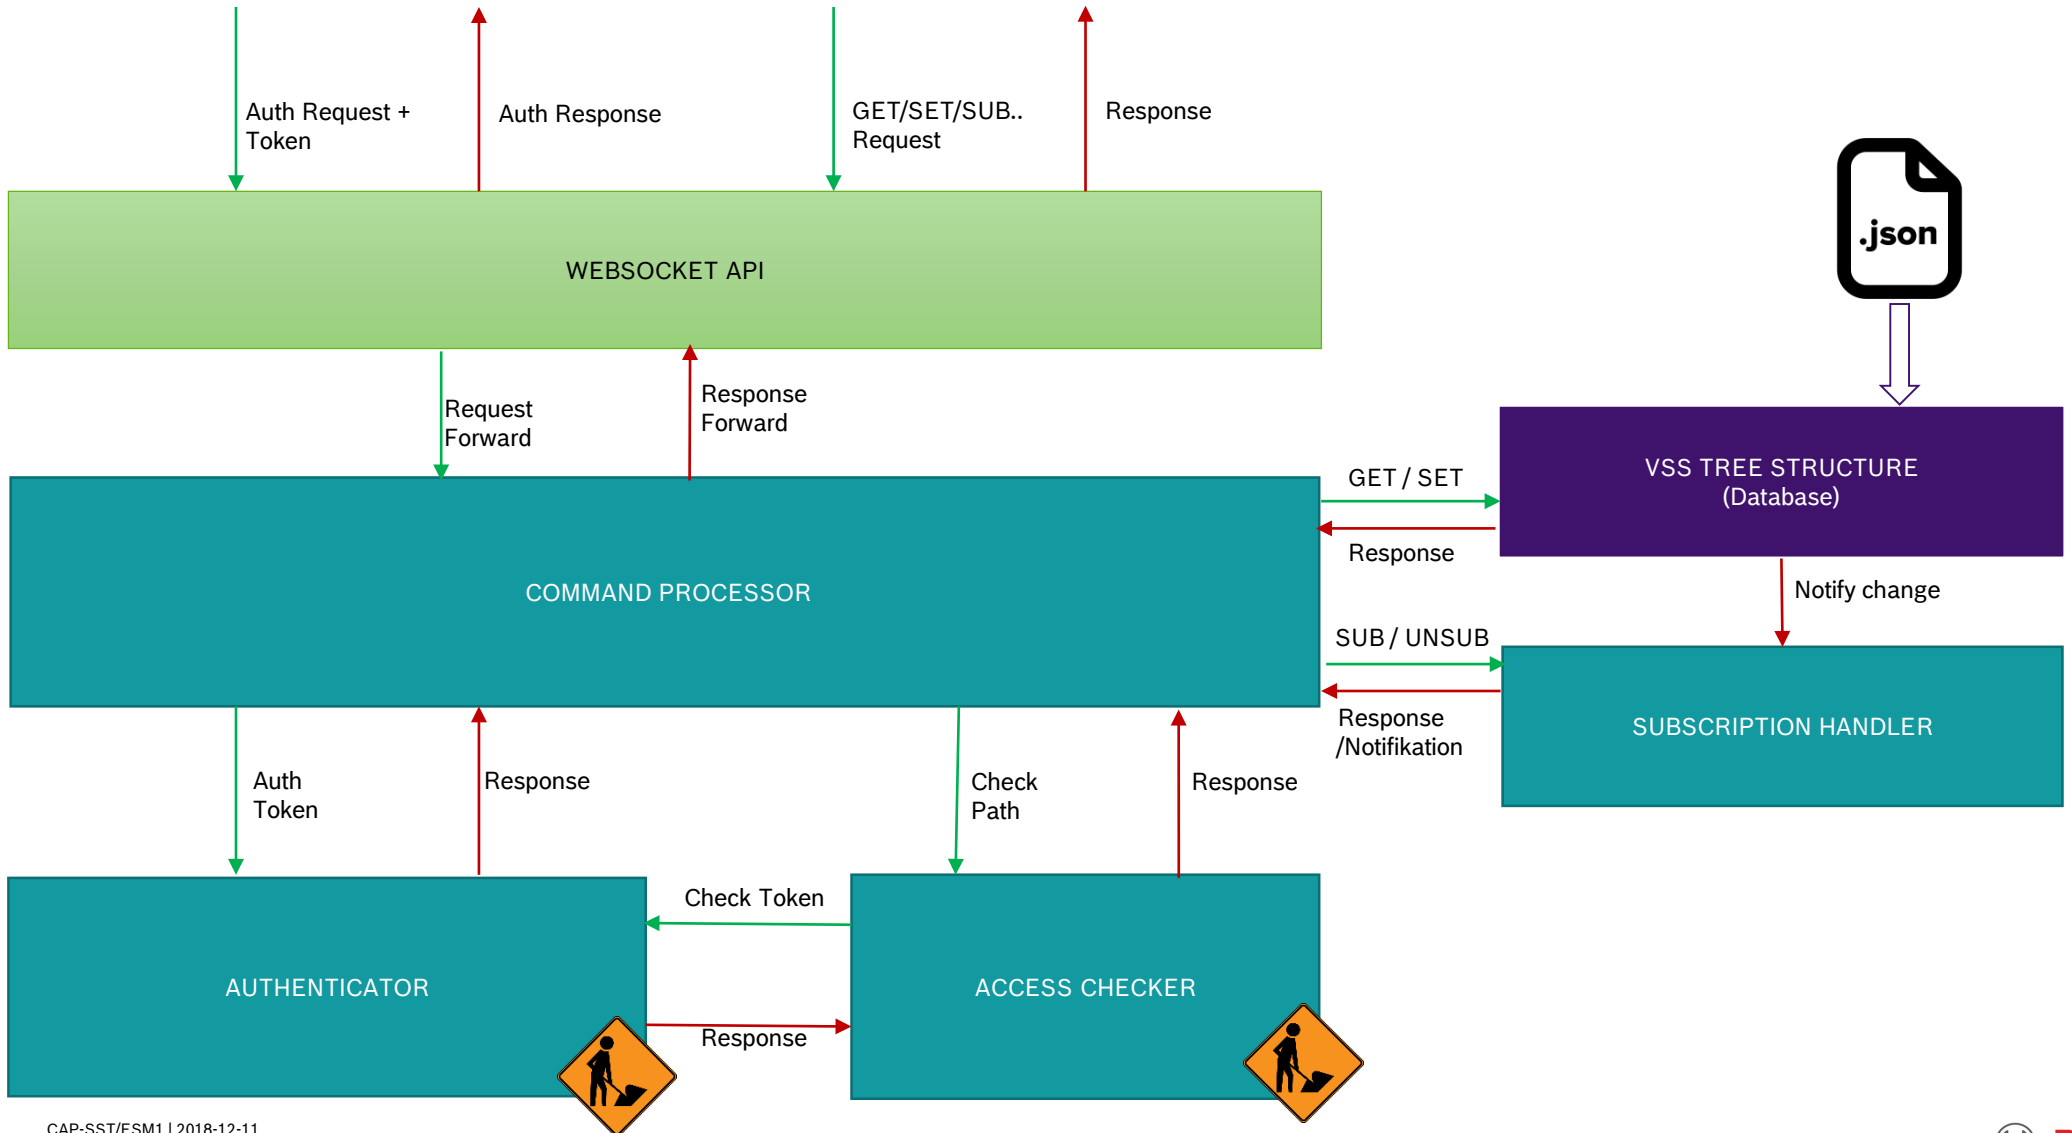 Auth Request +
Token
Auth Response
GET/SET/SUB..
Request
Response
.json
WEBSOCKET API
Request
Forward
Response
Forward
VSS TREE STRUCTURE
(Database)
GET / SET
Response
Notify change
COMMAND PROCESSOR
SUB / UNSUB
Response
/Notifikation
SUBSCRIPTION HANDLER
Auth
Token
Response
Check
Path
Response
Check Token
AUTHENTICATOR
ACCESS CHECKER
Response
CAP-SST/ESM1 | 2018-12-11